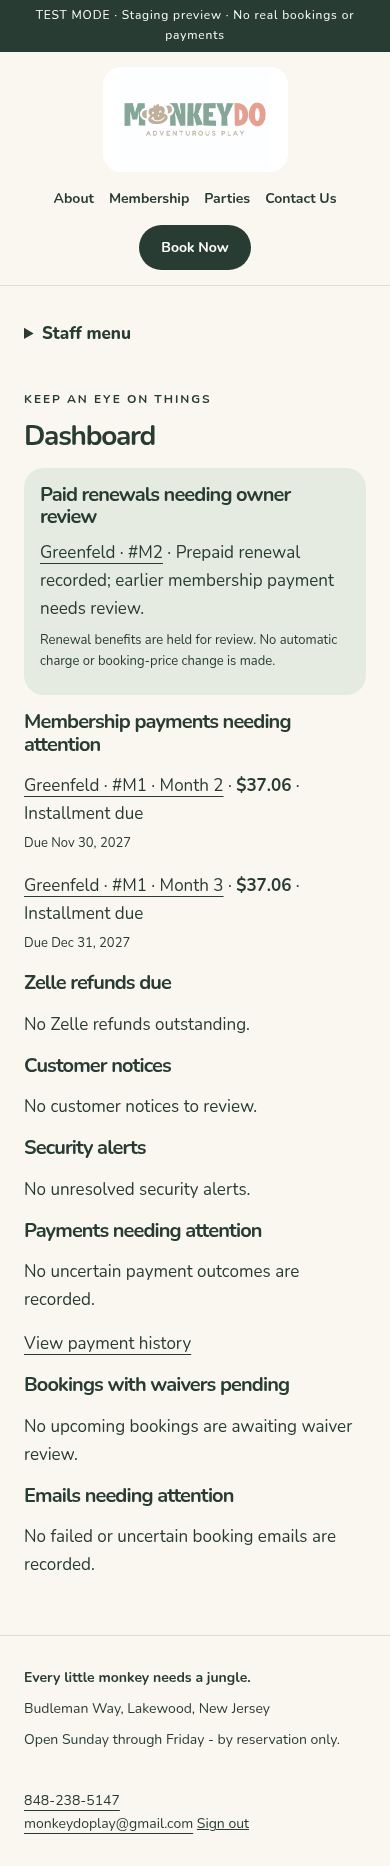 TEST MODE · Staging preview · No real bookings or
payments
MONKEYDO
ADVENTUROUS PLAY
About Membership Parties Contact Us
Book Now
▶ Staff menu
KEEP AN EYE ON THINGS
Dashboard
Paid renewals needing owner
review
Greenfeld · #M2 · Prepaid renewal
recorded; earlier membership payment
needs review.
Renewal benefits are held for review. No automatic
charge or booking-price change is made.
Membership payments needing
attention
Greenfeld · #M1 · Month 2 · $37.06 ·
Installment due
Due Nov 30, 2027
Greenfeld · #M1 · Month 3 · $37.06 ·
Installment due
Due Dec 31, 2027
Zelle refunds due
No Zelle refunds outstanding.
Customer notices
No customer notices to review.
Security alerts
No unresolved security alerts.
Payments needing attention
No uncertain payment outcomes are
recorded.
View payment history
Bookings with waivers pending
No upcoming bookings are awaiting waiver
review.
Emails needing attention
No failed or uncertain booking emails are
recorded.
Every little monkey needs a jungle.
Budleman Way, Lakewood, New Jersey
Open Sunday through Friday - by reservation only.
848-238-5147
monkeydoplay@gmail.com Sign out